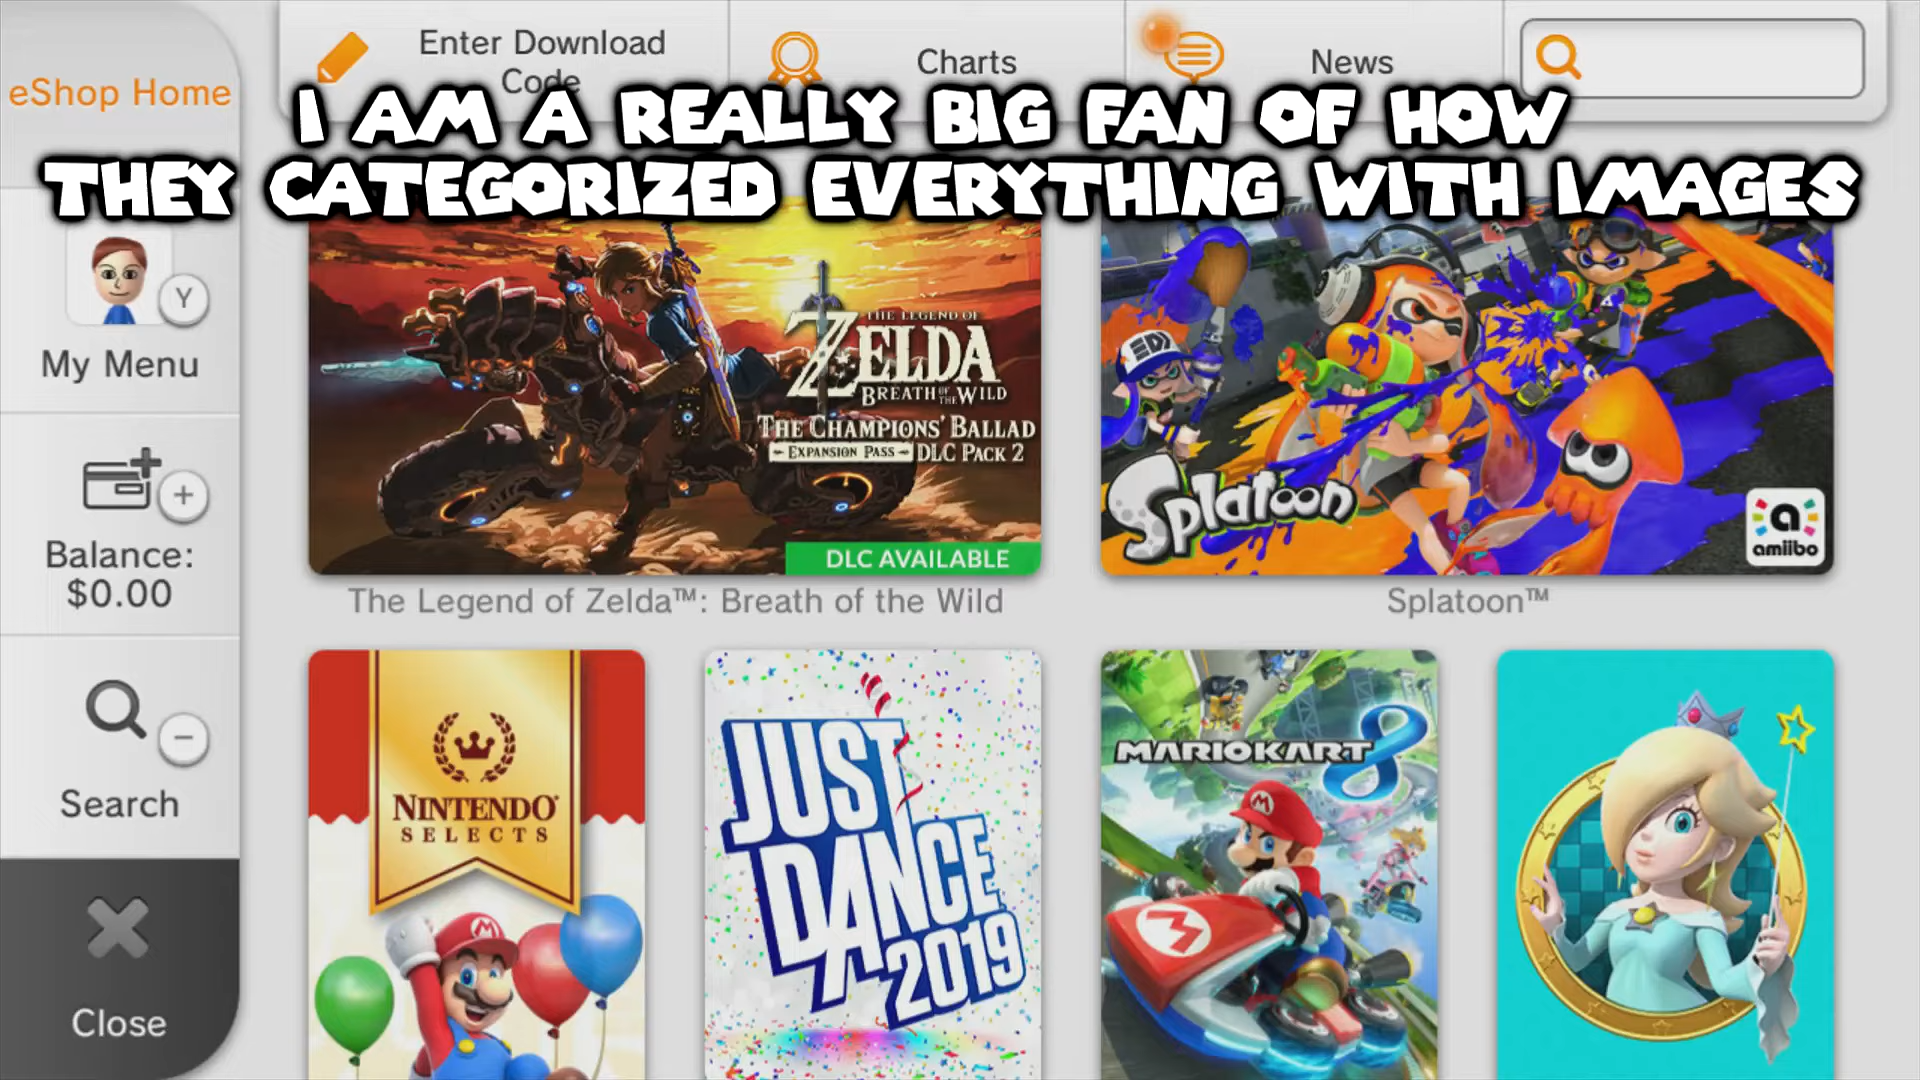 eShop Home
Enter Download
Code
Charts
News
I AM A REALLY BIG FAN OF HOW
THEY CATEGORIZED EVERYTHING WITH IMAGES
Y
My Menu
+
Balance:
$0.00
−
Search
Close
THE LEGEND OF
ZELDA
BREATH OF THE WILD
THE CHAMPIONS' BALLAD
EXPANSION PASS DLC PACK 2
DLC AVAILABLE
The Legend of Zelda™: Breath of the Wild
Splatoon
a
amiibo
Splatoon™
NINTENDO®
SELECTS
M
JUST
DANCE
2019
MARIOKART
8
M
M